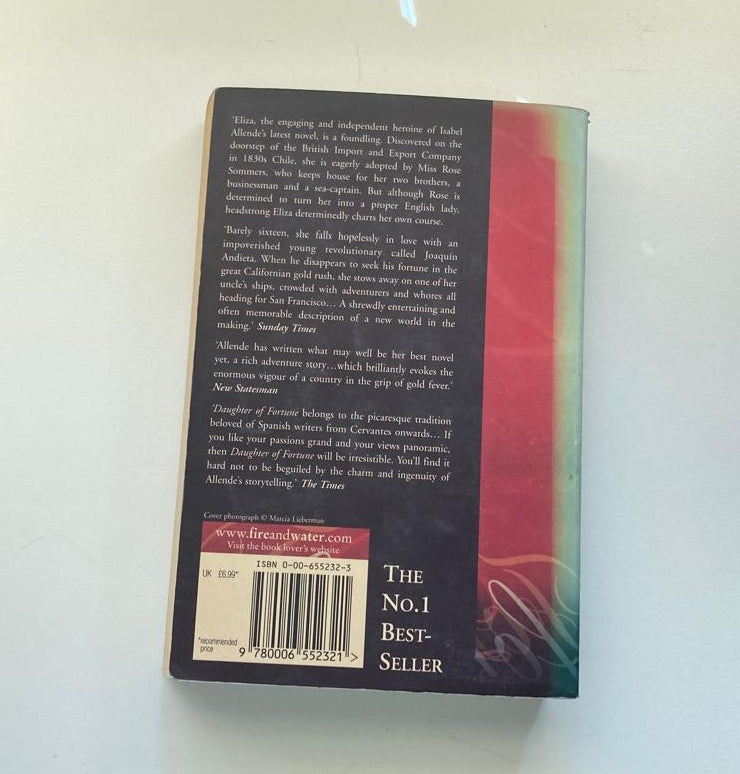 'Eliza, the engaging and independent heroine of Isabel
Allende's latest novel, is a foundling. Discovered on the
doorstep of the British Import and Export Company
in 1830s Chile, she is eagerly adopted by Miss Rose
Sommers, who keeps house for her two brothers, a
businessman and a sea-captain. But although Rose is
determined to turn her into a proper English lady,
headstrong Eliza determinedly charts her own course.
'Barely sixteen, she falls hopelessly in love with an
impoverished young revolutionary called Joaquín
Andieta. When he disappears to seek his fortune in the
great Californian gold rush, she stows away on one of her
uncle's ships, crowded with adventurers and whores all
heading for San Francisco... A shrewdly entertaining and
often memorable description of a new world in the
making.' Sunday Times
'Allende has written what may well be her best novel
yet, a rich adventure story...which brilliantly evokes the
enormous vigour of a country in the grip of gold fever.'
New Statesman
'Daughter of Fortune belongs to the picaresque tradition
beloved of Spanish writers from Cervantes onwards... If
you like your passions grand and your views panoramic,
then Daughter of Fortune will be irresistible. You'll find it
hard not to be beguiled by the charm and ingenuity of
Allende's storytelling.' The Times
Cover photograph © Marcia Lieberman
www.fireandwater.com
Visit the book lover's website
ISBN 0-00-655232-3
UK £6.99*
*recommended
price
9 780006 552321 >
THE
NO.1
BEST-
SELLER